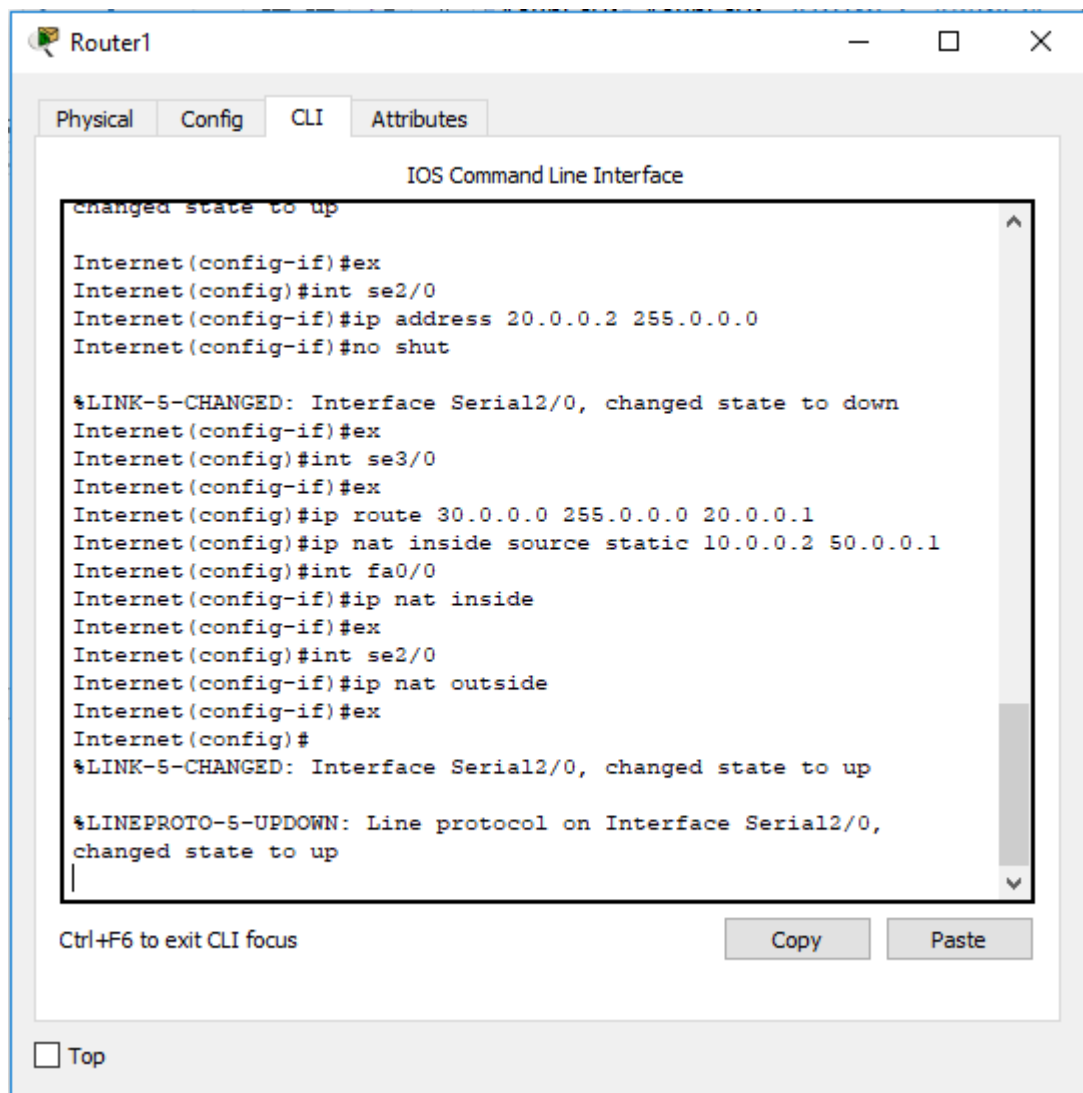 Router1
Physical Config CLI Attributes
IOS Command Line Interface
changed state to up
Internet(config-if)#ex
Internet(config)#int se2/0
Internet(config-if)#ip address 20.0.0.2 255.0.0.0
Internet(config-if)#no shut
%LINK-5-CHANGED: Interface Serial2/0, changed state to down
Internet(config-if)#ex
Internet(config)#int se3/0
Internet(config-if)#ex
Internet(config)#ip route 30.0.0.0 255.0.0.0 20.0.0.1
Internet(config)#ip nat inside source static 10.0.0.2 50.0.0.1
Internet(config)#int fa0/0
Internet(config-if)#ip nat inside
Internet(config-if)#ex
Internet(config)#int se2/0
Internet(config-if)#ip nat outside
Internet(config-if)#ex
Internet(config)#
%LINK-5-CHANGED: Interface Serial2/0, changed state to up
%LINEPROTO-5-UPDOWN: Line protocol on Interface Serial2/0,
changed state to up
Ctrl+F6 to exit CLI focus Copy Paste
Top